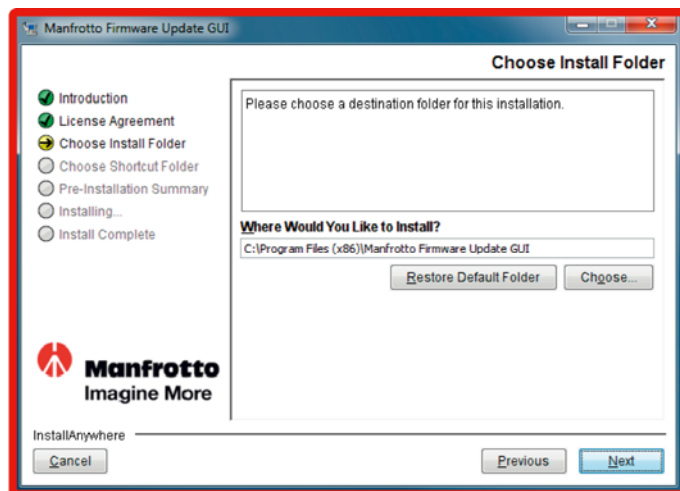 Manfrotto Firmware Update GUI
Choose Install Folder
Introduction
License Agreement
Choose Install Folder
Choose Shortcut Folder
Pre-Installation Summary
Installing...
Install Complete
Please choose a destination folder for this installation.
Where Would You Like to Install?
C:\Program Files (x86)\Manfrotto Firmware Update GUI
Restore Default Folder
Choose...
Manfrotto
Imagine More
InstallAnywhere
Cancel
Previous
Next